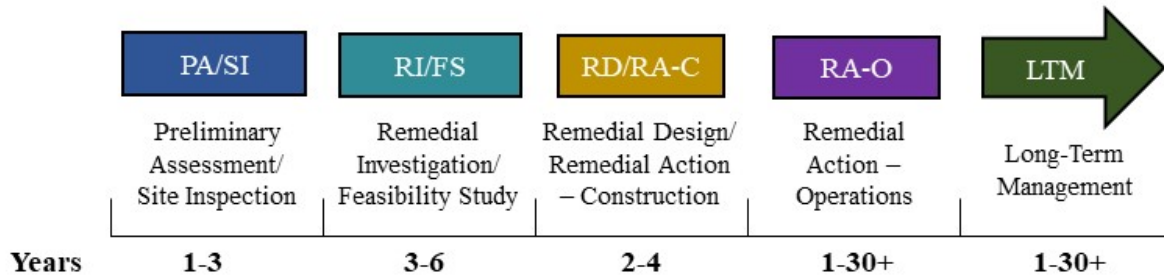 PA/SI
RI/FS
RD/RA-C
RA-O
LTM
Preliminary
Assessment/
Site Inspection
Remedial
Investigation/
Feasibility Study
Remedial Design/
Remedial Action
– Construction
Remedial
Action –
Operations
Long-Term
Management
Years 1-3 3-6 2-4 1-30+ 1-30+